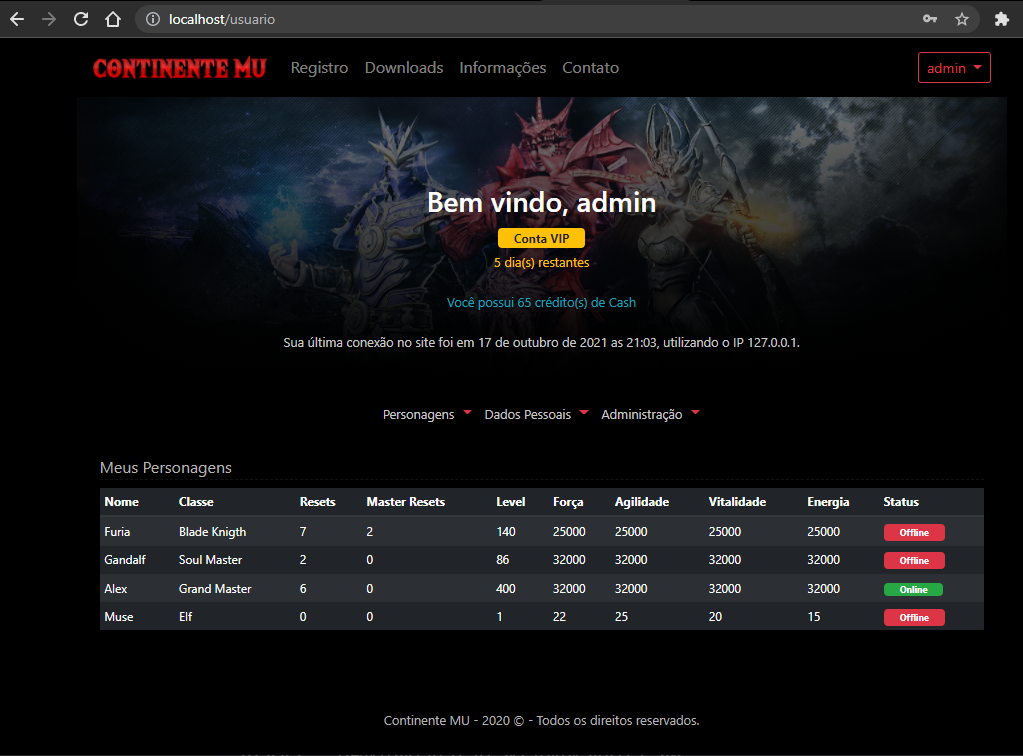 localhost/usuario
CONTINENTE MU Registro Downloads Informações Contato admin
Bem vindo, admin
Conta VIP
5 dia(s) restantes
Você possui 65 crédito(s) de Cash
Sua última conexão no site foi em 17 de outubro de 2021 as 21:03, utilizando o IP 127.0.0.1.
Personagens Dados Pessoais Administração
Meus Personagens
Nome Classe Resets Master Resets Level Força Agilidade Vitalidade Energia Status
Furia Blade Knigth 7 2 140 25000 25000 25000 25000 Offline
Gandalf Soul Master 2 0 86 32000 32000 32000 32000 Offline
Alex Grand Master 6 0 400 32000 32000 32000 32000 Online
Muse Elf 0 0 1 22 25 20 15 Offline
Continente MU - 2020 © - Todos os direitos reservados.